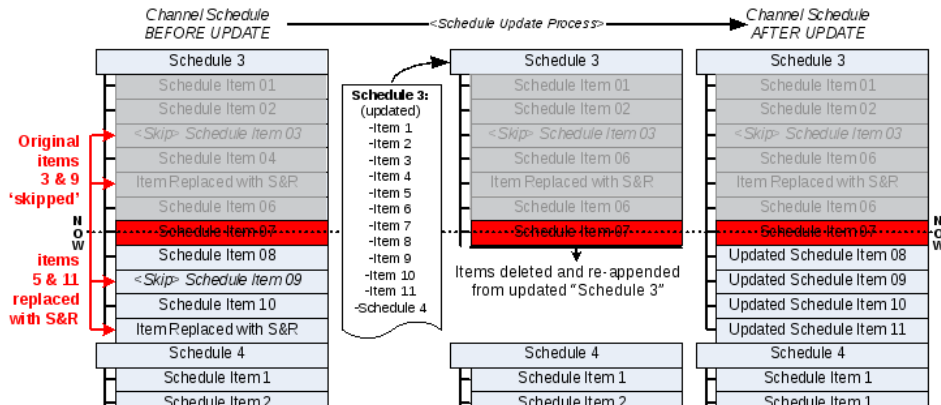 Channel Schedule
BEFORE UPDATE
<Schedule Update Process>
Channel Schedule
AFTER UPDATE
Schedule 3
Schedule Item 01
Schedule Item 02
<Skip> Schedule Item 03
Schedule Item 04
Item Replaced with S&R
Schedule Item 06
Schedule Item 07
Schedule Item 08
<Skip> Schedule Item 09
Schedule Item 10
Item Replaced with S&R
Schedule 4
Schedule Item 1
Schedule Item 2
Original
items
3 & 9
‘skipped’
items
5 & 11
replaced
with S&R
NOW
Schedule 3:
(updated)
-Item 1
-Item 2
-Item 3
-Item 4
-Item 5
-Item 6
-Item 7
-Item 8
-Item 9
-Item 10
-Item 11
-Schedule 4
Schedule 3
Schedule Item 01
Schedule Item 02
<Skip> Schedule Item 03
Schedule Item 06
Item Replaced with S&R
Schedule Item 06
Schedule Item 07
Items deleted and re-appended
from updated “Schedule 3”
Schedule 4
Schedule Item 1
Schedule Item 2
Schedule 3
Schedule Item 01
Schedule Item 02
<Skip> Schedule Item 03
Schedule Item 06
Item Replaced with S&R
Schedule Item 06
Schedule Item 07
Updated Schedule Item 08
Updated Schedule Item 09
Updated Schedule Item 10
Updated Schedule Item 11
Schedule 4
Schedule Item 1
Schedule Item 1
NOW